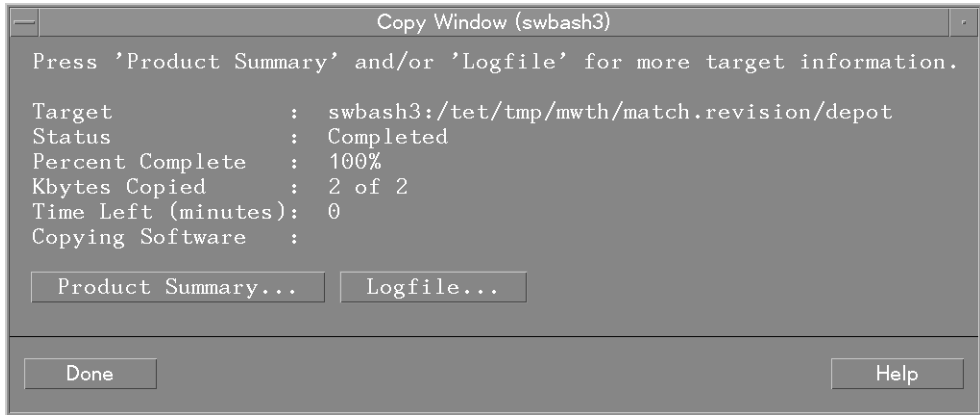 Copy Window (swbash3)
Press 'Product Summary' and/or 'Logfile' for more target information.
Target : swbash3:/tet/tmp/mwth/match.revision/depot
Status : Completed
Percent Complete : 100%
Kbytes Copied : 2 of 2
Time Left (minutes): 0
Copying Software :
Product Summary... Logfile...
Done Help